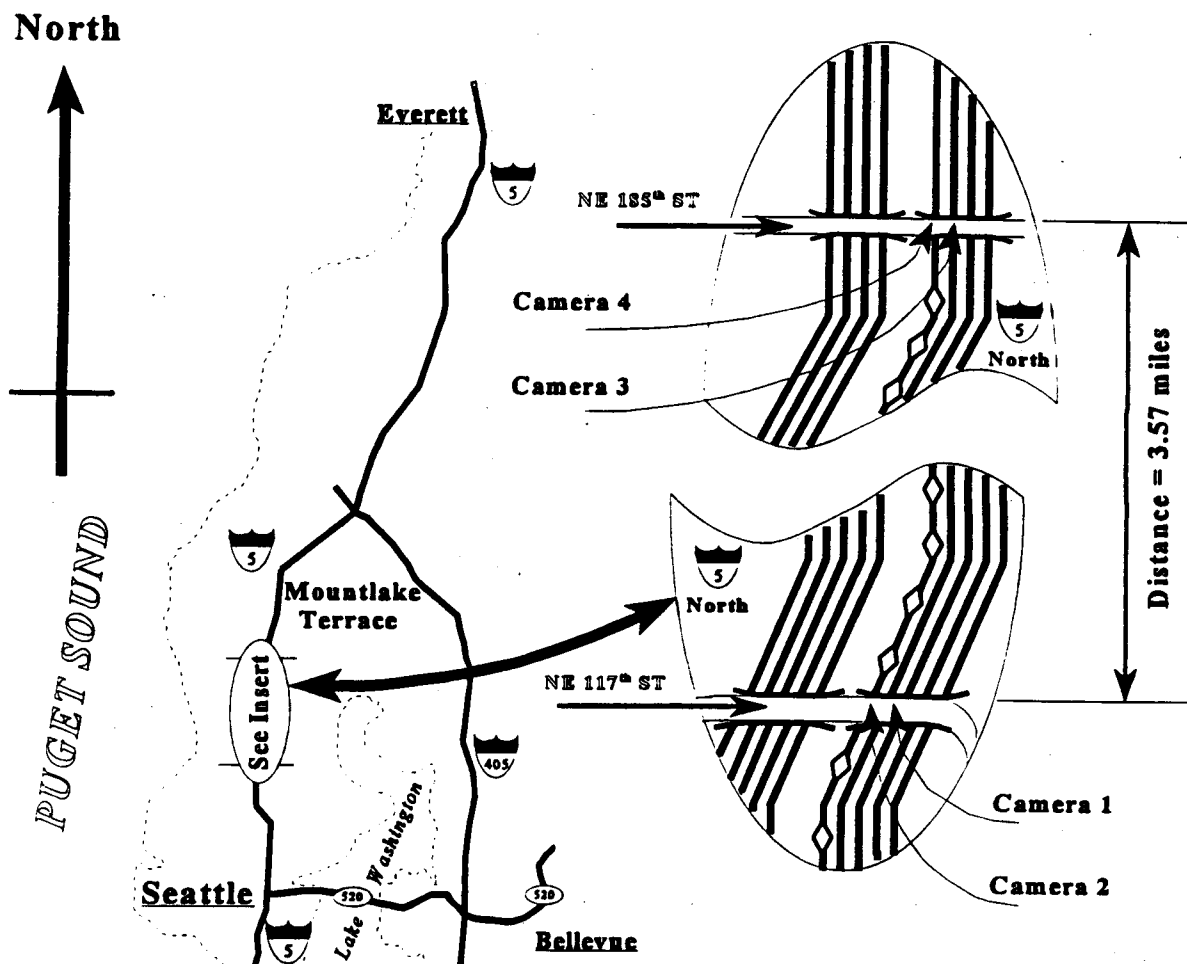 North
Everett
5
NE 185th ST
Camera 4
5
North
Camera 3
Distance = 3.57 miles
5
Mountlake
Terrace
5
North
PUGET SOUND
See Insert
NE 117th ST
405
Camera 1
Lake Washington
Seattle
520
520
Camera 2
5
Bellevue